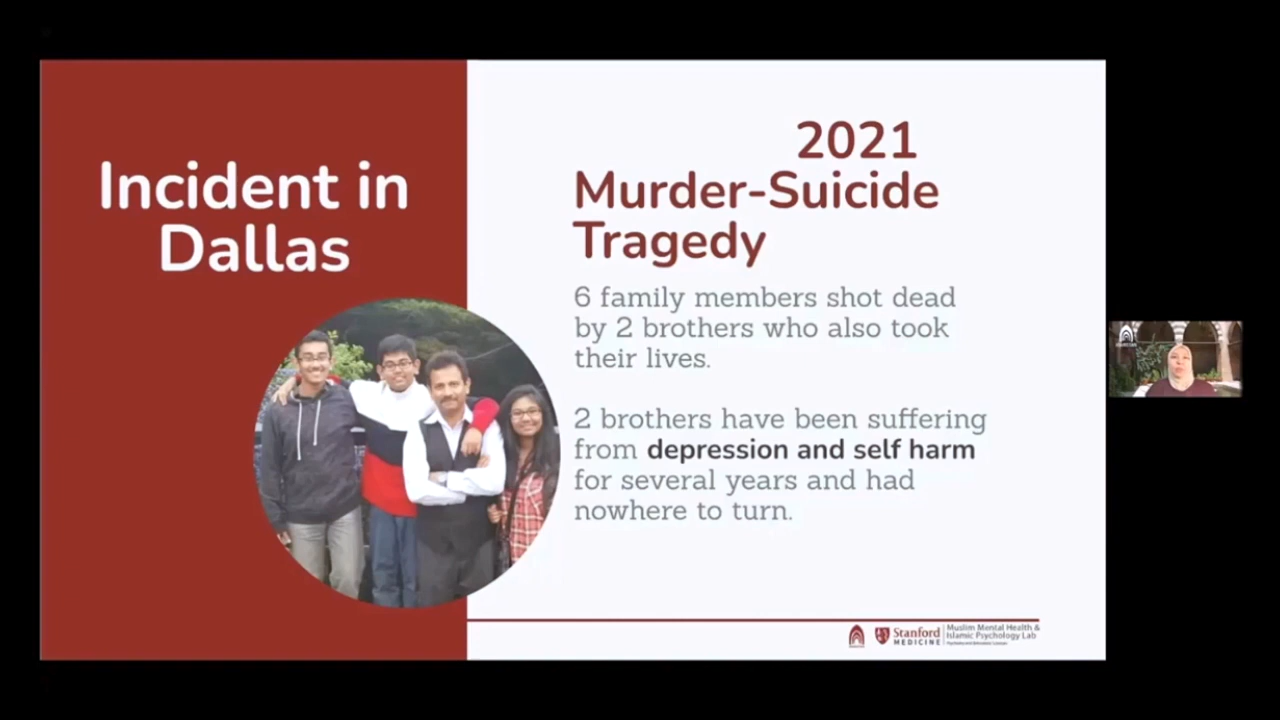 Incident in
Dallas
2021
Murder-Suicide
Tragedy
6 family members shot dead
by 2 brothers who also took
their lives.
2 brothers have been suffering
from depression and self harm
for several years and had
nowhere to turn.
Stanford
MEDICINE
Muslim Mental Health &
Islamic Psychology Lab